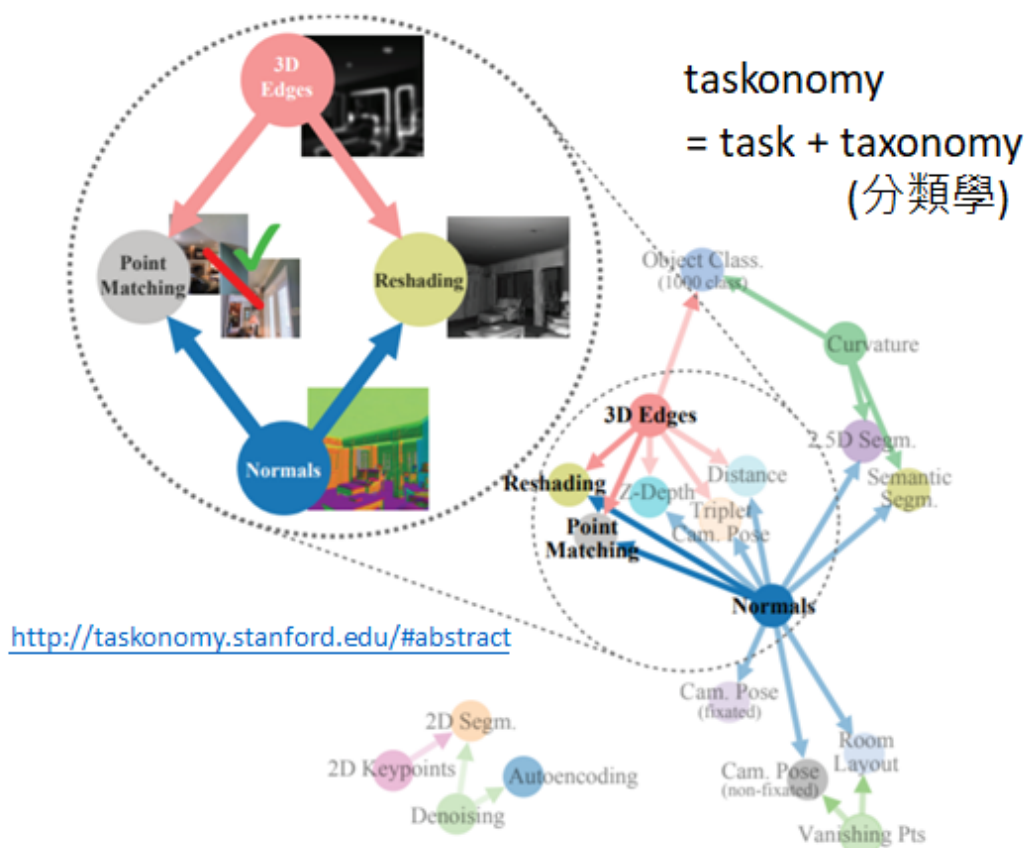 3D
Edges
Point
Matching
Reshading
Normals
taskonomy
= task + taxonomy
(分類學)
Object Class.
(1000 class)
Curvature
3D Edges
2.5D Segm.
Semantic
Segm.
Reshading
Z-Depth
Distance
Triplet
Cam. Pose
Point
Matching
Normals
http://taskonomy.stanford.edu/#abstract
Cam. Pose
(fixated)
Room
Layout
Cam. Pose
(non-fixated)
Vanishing Pts
2D Segm.
2D Keypoints
Autoencoding
Denoising